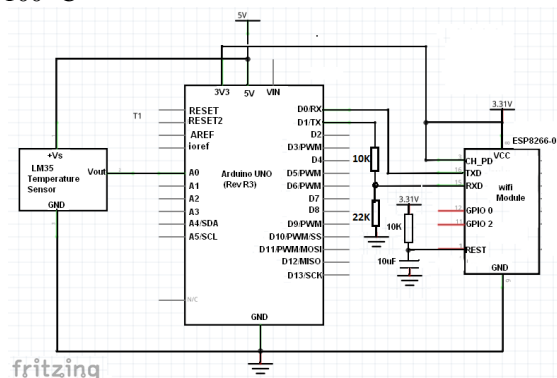 5V
3V3 5V VIN
3.31V
T1
RESET
RESET2
AREF
ioref
D0/RX
D1/TX
D2
D3/PWM
D4
D5/PWM
D6/PWM
D7
D8
D9/PWM
D10/PWM/SS
D11/PWM/MOSI
D12/MISO
D13/SCK
Arduino UNO
(Rev R3)
A0
A1
A2
A3
A4/SDA
A5/SCL
N/C
GND
+Vs
LM35
Temperature
Sensor
Vout
GND
10K
22K
3.31V
10K
10uF
ESP8266-0
VCC
CH_PD
TXD
RXD
wifi
Module
GPIO 0
GPIO 2
REST
GND
fritzing